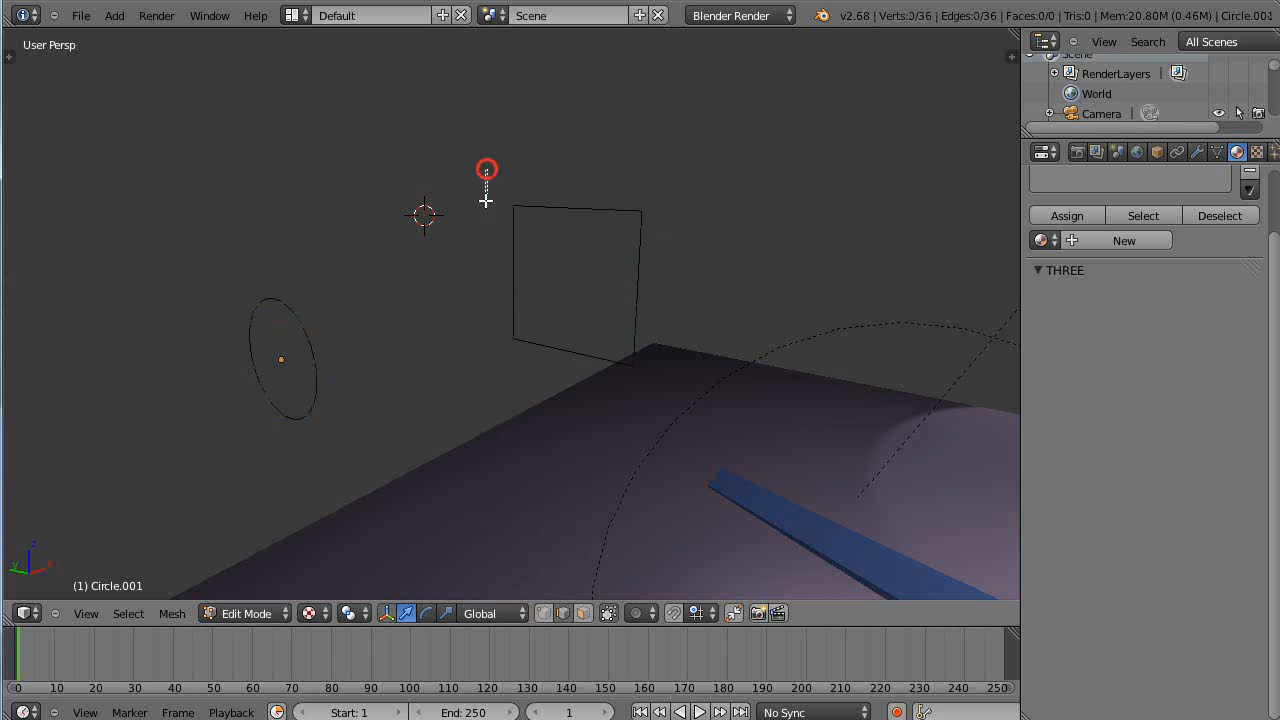 File Add Render Window Help Default Scene Blender Render v2.68 | Verts:0/36 | Edges:0/36 | Faces:0/0 | Tris:0 | Mem:20.80M (0.46M) | Circle.001
User Persp
View Search All Scenes
Scene
RenderLayers
World
Camera
Assign Select Deselect
New
THREE
z
y x
(1) Circle.001
View Select Mesh Edit Mode Global
0 10 20 30 40 50 60 70 80 90 100 110 120 130 140 150 160 170 180 190 200 210 220 230 240 250
View Marker Frame Playback Start: 1 End: 250 1 No Sync